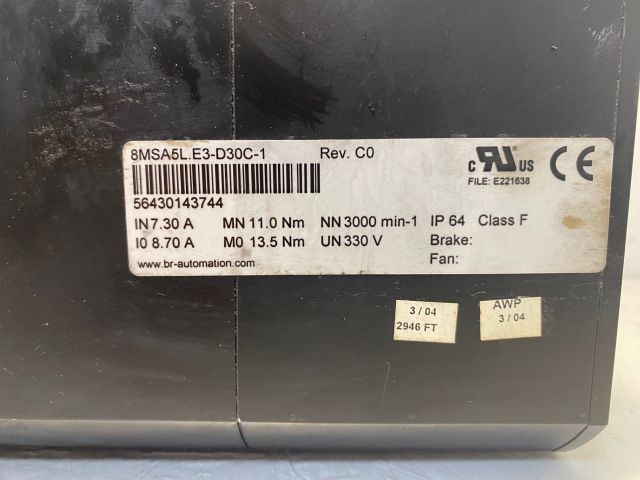 8MSA5L.E3-D30C-1 Rev. C0
c RU US CE
FILE: E221638
56430143744
IN 7.30 A MN 11.0 Nm NN 3000 min-1 IP 64 Class F
I0 8.70 A M0 13.5 Nm UN 330 V Brake:
www.br-automation.com Fan:
3 / 04
2946 FT
AWP
3 / 04